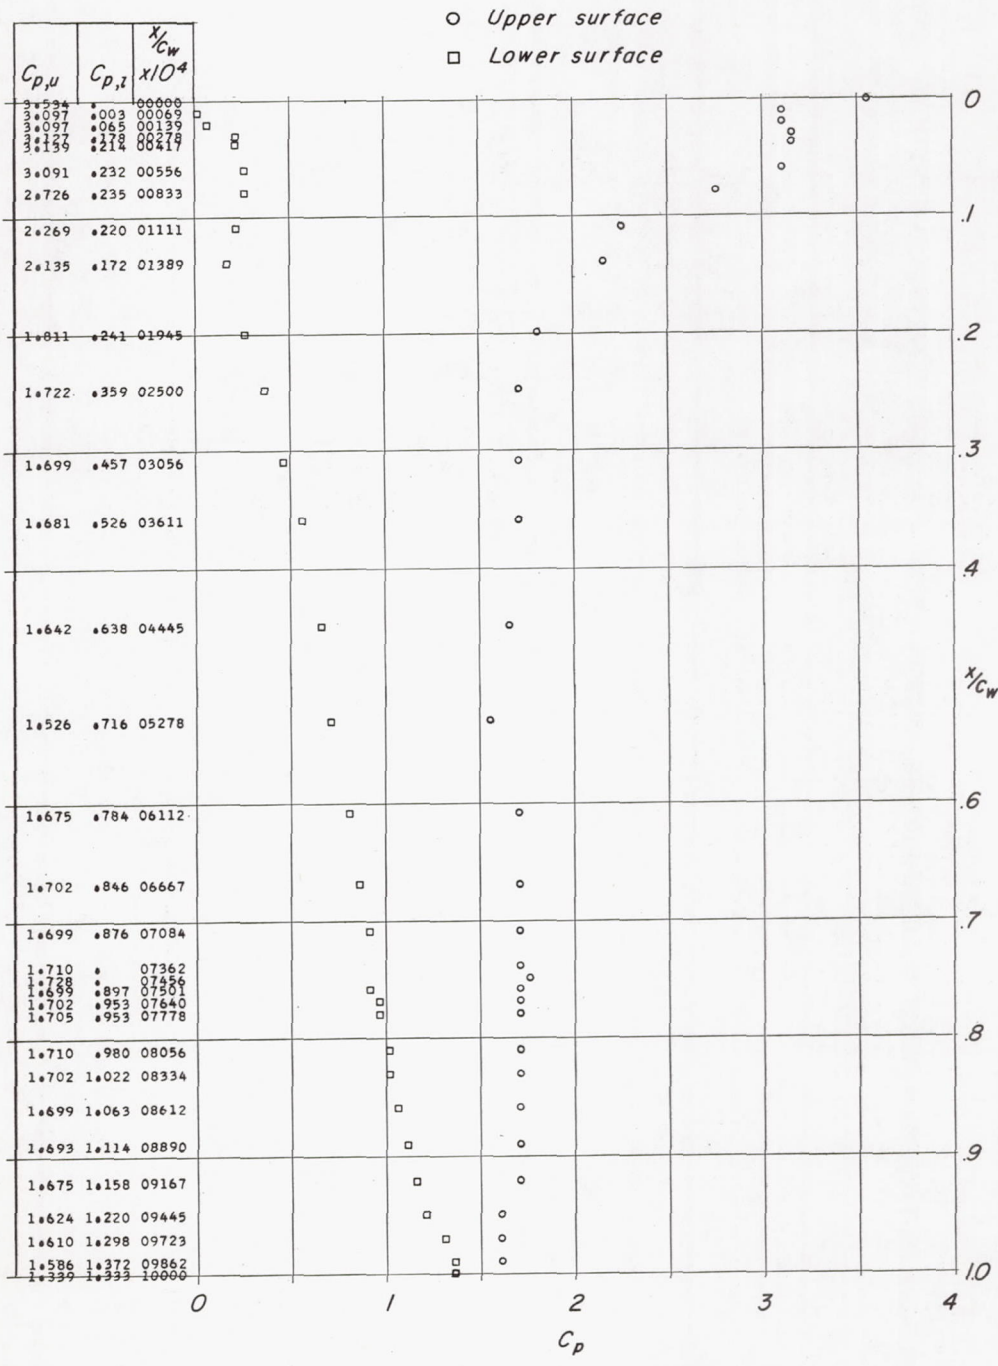 Upper surface
Lower surface
Cp,u Cp,l x/cw x10⁴
3.534 . 00000
3.097 .003 00069
3.097 .065 00139
3.127 .178 00278
3.139 .214 00417
3.091 .232 00556
2.726 .235 00833
2.269 .220 01111
2.135 .172 01389
1.811 .241 01945
1.722 .359 02500
1.699 .457 03056
1.681 .526 03611
1.642 .638 04445
1.526 .716 05278
1.675 .784 06112
1.702 .846 06667
1.699 .876 07084
1.710 . 07362
1.728 . 07456
1.699 .897 07501
1.702 .953 07640
1.705 .953 07778
1.710 .980 08056
1.702 1.022 08334
1.699 1.063 08612
1.693 1.114 08890
1.675 1.158 09167
1.624 1.220 09445
1.610 1.298 09723
1.586 1.372 09862
1.339 1.333 10000
0
.1
.2
.3
.4
x/cw
.6
.7
.8
.9
1.0
0 1 2 3 4
Cp